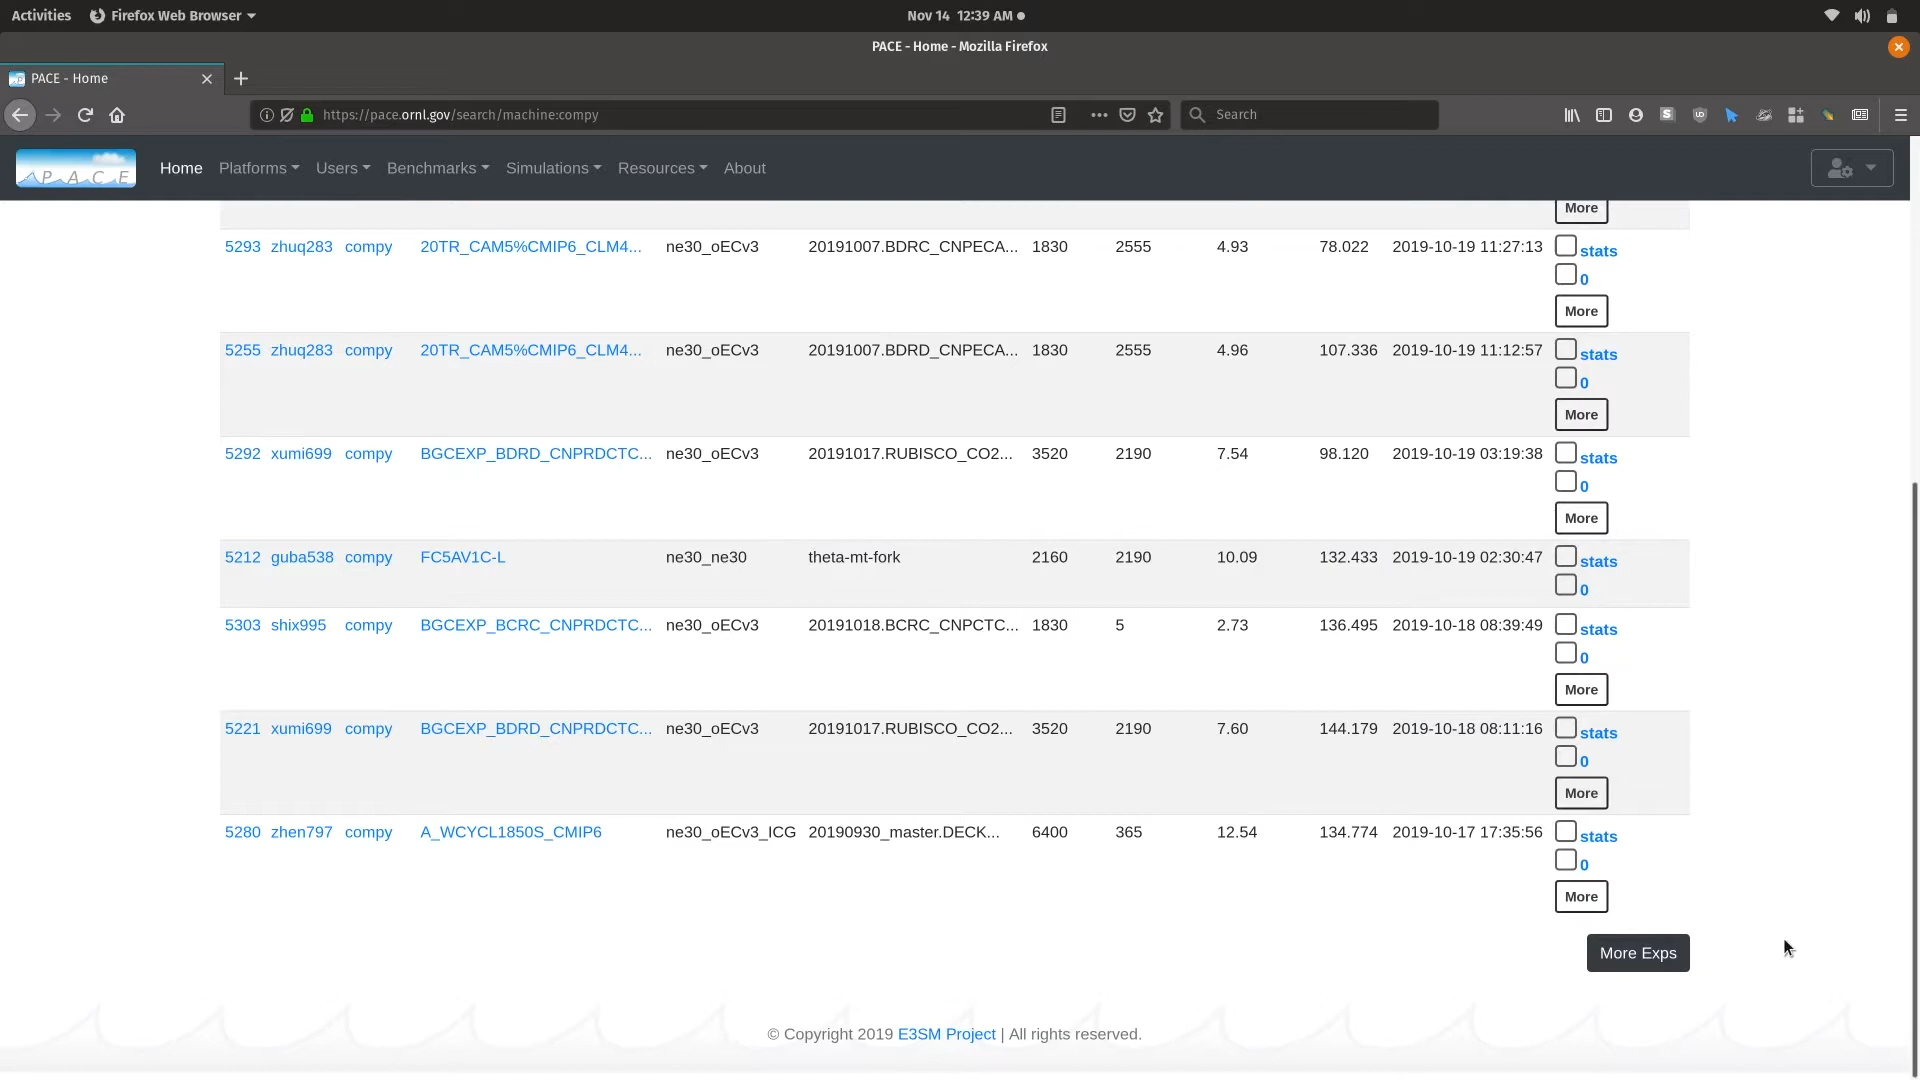 Activities Firefox Web Browser Nov 14 12:39 AM
PACE - Home - Mozilla Firefox
PACE - Home
https://pace.ornl.gov/search/machine:compy Search
P A C E Home Platforms Users Benchmarks Simulations Resources About
More
5293 zhuq283 compy 20TR_CAM5%CMIP6_CLM4... ne30_oECv3 20191007.BDRC_CNPECA... 1830 2555 4.93 78.022 2019-10-19 11:27:13 stats
0
More
5255 zhuq283 compy 20TR_CAM5%CMIP6_CLM4... ne30_oECv3 20191007.BDRD_CNPECA... 1830 2555 4.96 107.336 2019-10-19 11:12:57 stats
0
More
5292 xumi699 compy BGCEXP_BDRD_CNPRDCTC... ne30_oECv3 20191017.RUBISCO_CO2... 3520 2190 7.54 98.120 2019-10-19 03:19:38 stats
0
More
5212 guba538 compy FC5AV1C-L ne30_ne30 theta-mt-fork 2160 2190 10.09 132.433 2019-10-19 02:30:47 stats
0
5303 shix995 compy BGCEXP_BCRC_CNPRDCTC... ne30_oECv3 20191018.BCRC_CNPCTC... 1830 5 2.73 136.495 2019-10-18 08:39:49 stats
0
More
5221 xumi699 compy BGCEXP_BDRD_CNPRDCTC... ne30_oECv3 20191017.RUBISCO_CO2... 3520 2190 7.60 144.179 2019-10-18 08:11:16 stats
0
More
5280 zhen797 compy A_WCYCL1850S_CMIP6 ne30_oECv3_ICG 20190930_master.DECK... 6400 365 12.54 134.774 2019-10-17 17:35:56 stats
0
More
More Exps
© Copyright 2019 E3SM Project | All rights reserved.